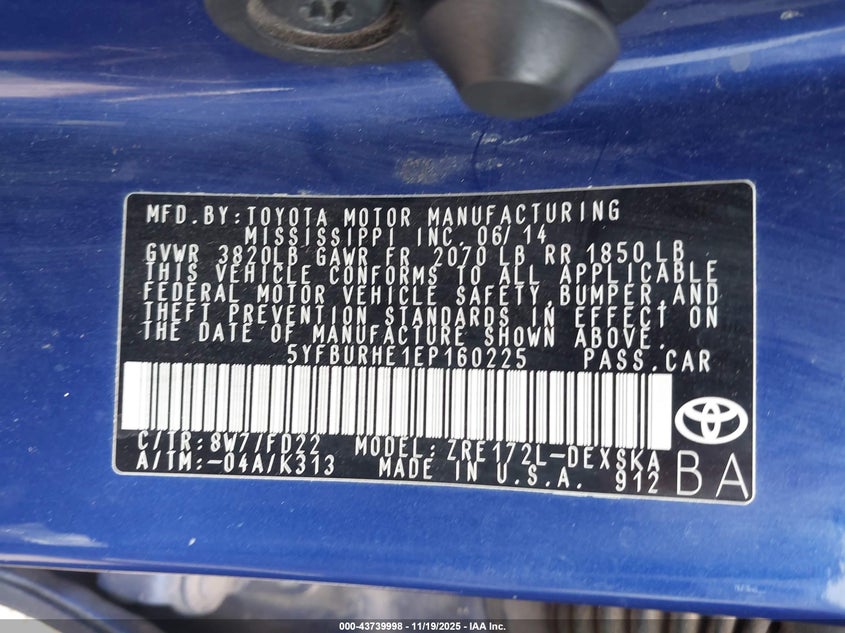 MFD.BY:TOYOTA MOTOR MANUFACTURING
MISSISSIPPI INC. 06/14
GVWR 3820LB GAWR FR 2070 LB RR 1850 LB
THIS VEHICLE CONFORMS TO ALL APPLICABLE
FEDERAL MOTOR VEHICLE SAFETY,BUMPER,AND
THEFT PREVENTION STANDARDS IN EFFECT ON
THE DATE OF MANUFACTURE SHOWN ABOVE.
5YFBURHE1EP160225 PASS.CAR
C/TR:8W7/FD22 MODEL:ZRE172L-DEXSKA
A/TM:-04A/K313 MADE IN U.S.A. 912 BA
000-43739998 - 11/19/2025 - IAA Inc.